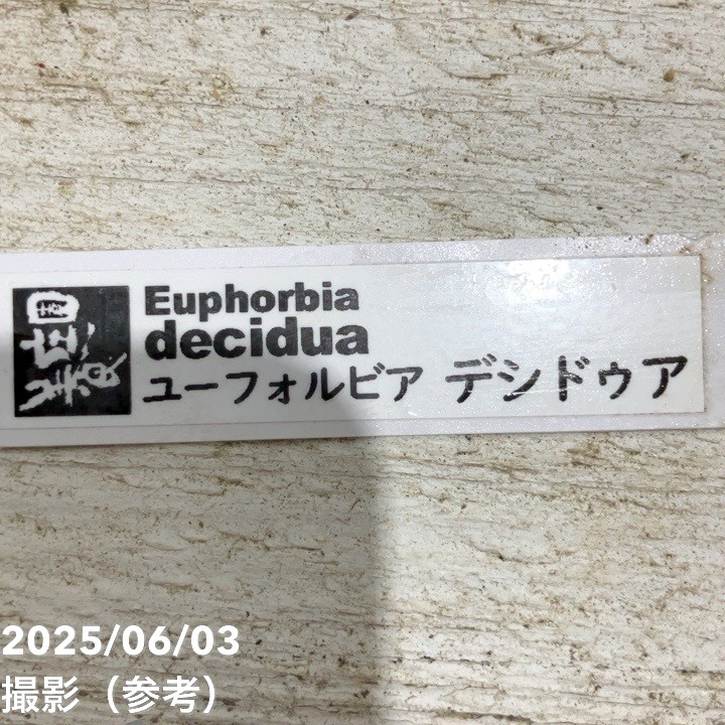 Euphorbia
decidua
ユーフォルビア デシドゥア
2025/06/03
撮影（参考）